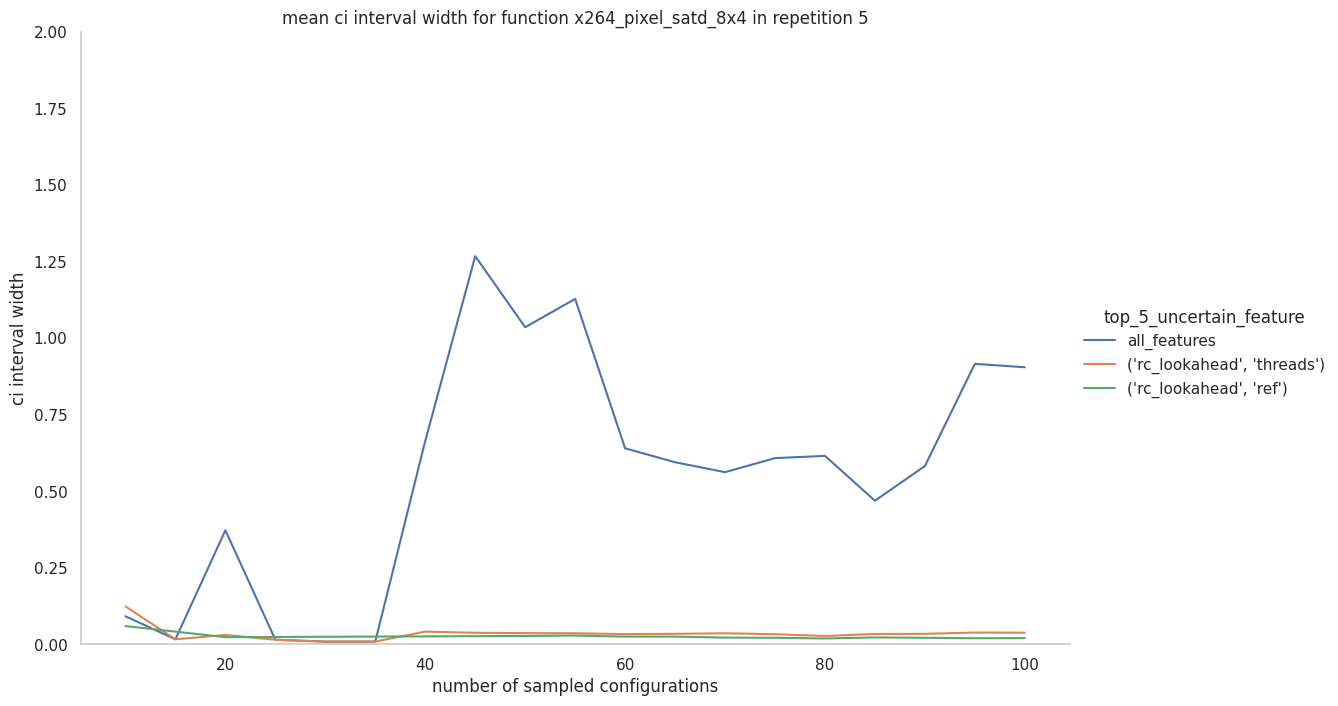 mean ci interval width for function x264_pixel_satd_8x4 in repetition 5
2.00
1.75
1.50
1.25
1.00
0.75
0.50
0.25
0.00
ci interval width
20
40
60
80
100
number of sampled configurations
top_5_uncertain_feature
all_features
('rc_lookahead', 'threads')
('rc_lookahead', 'ref')